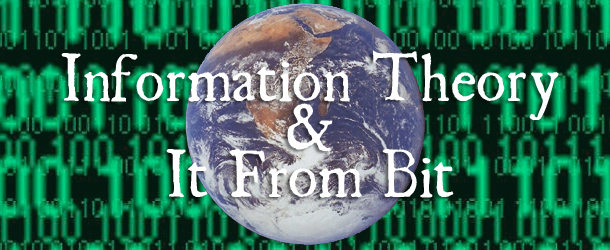 Information Theory
&
It From Bit